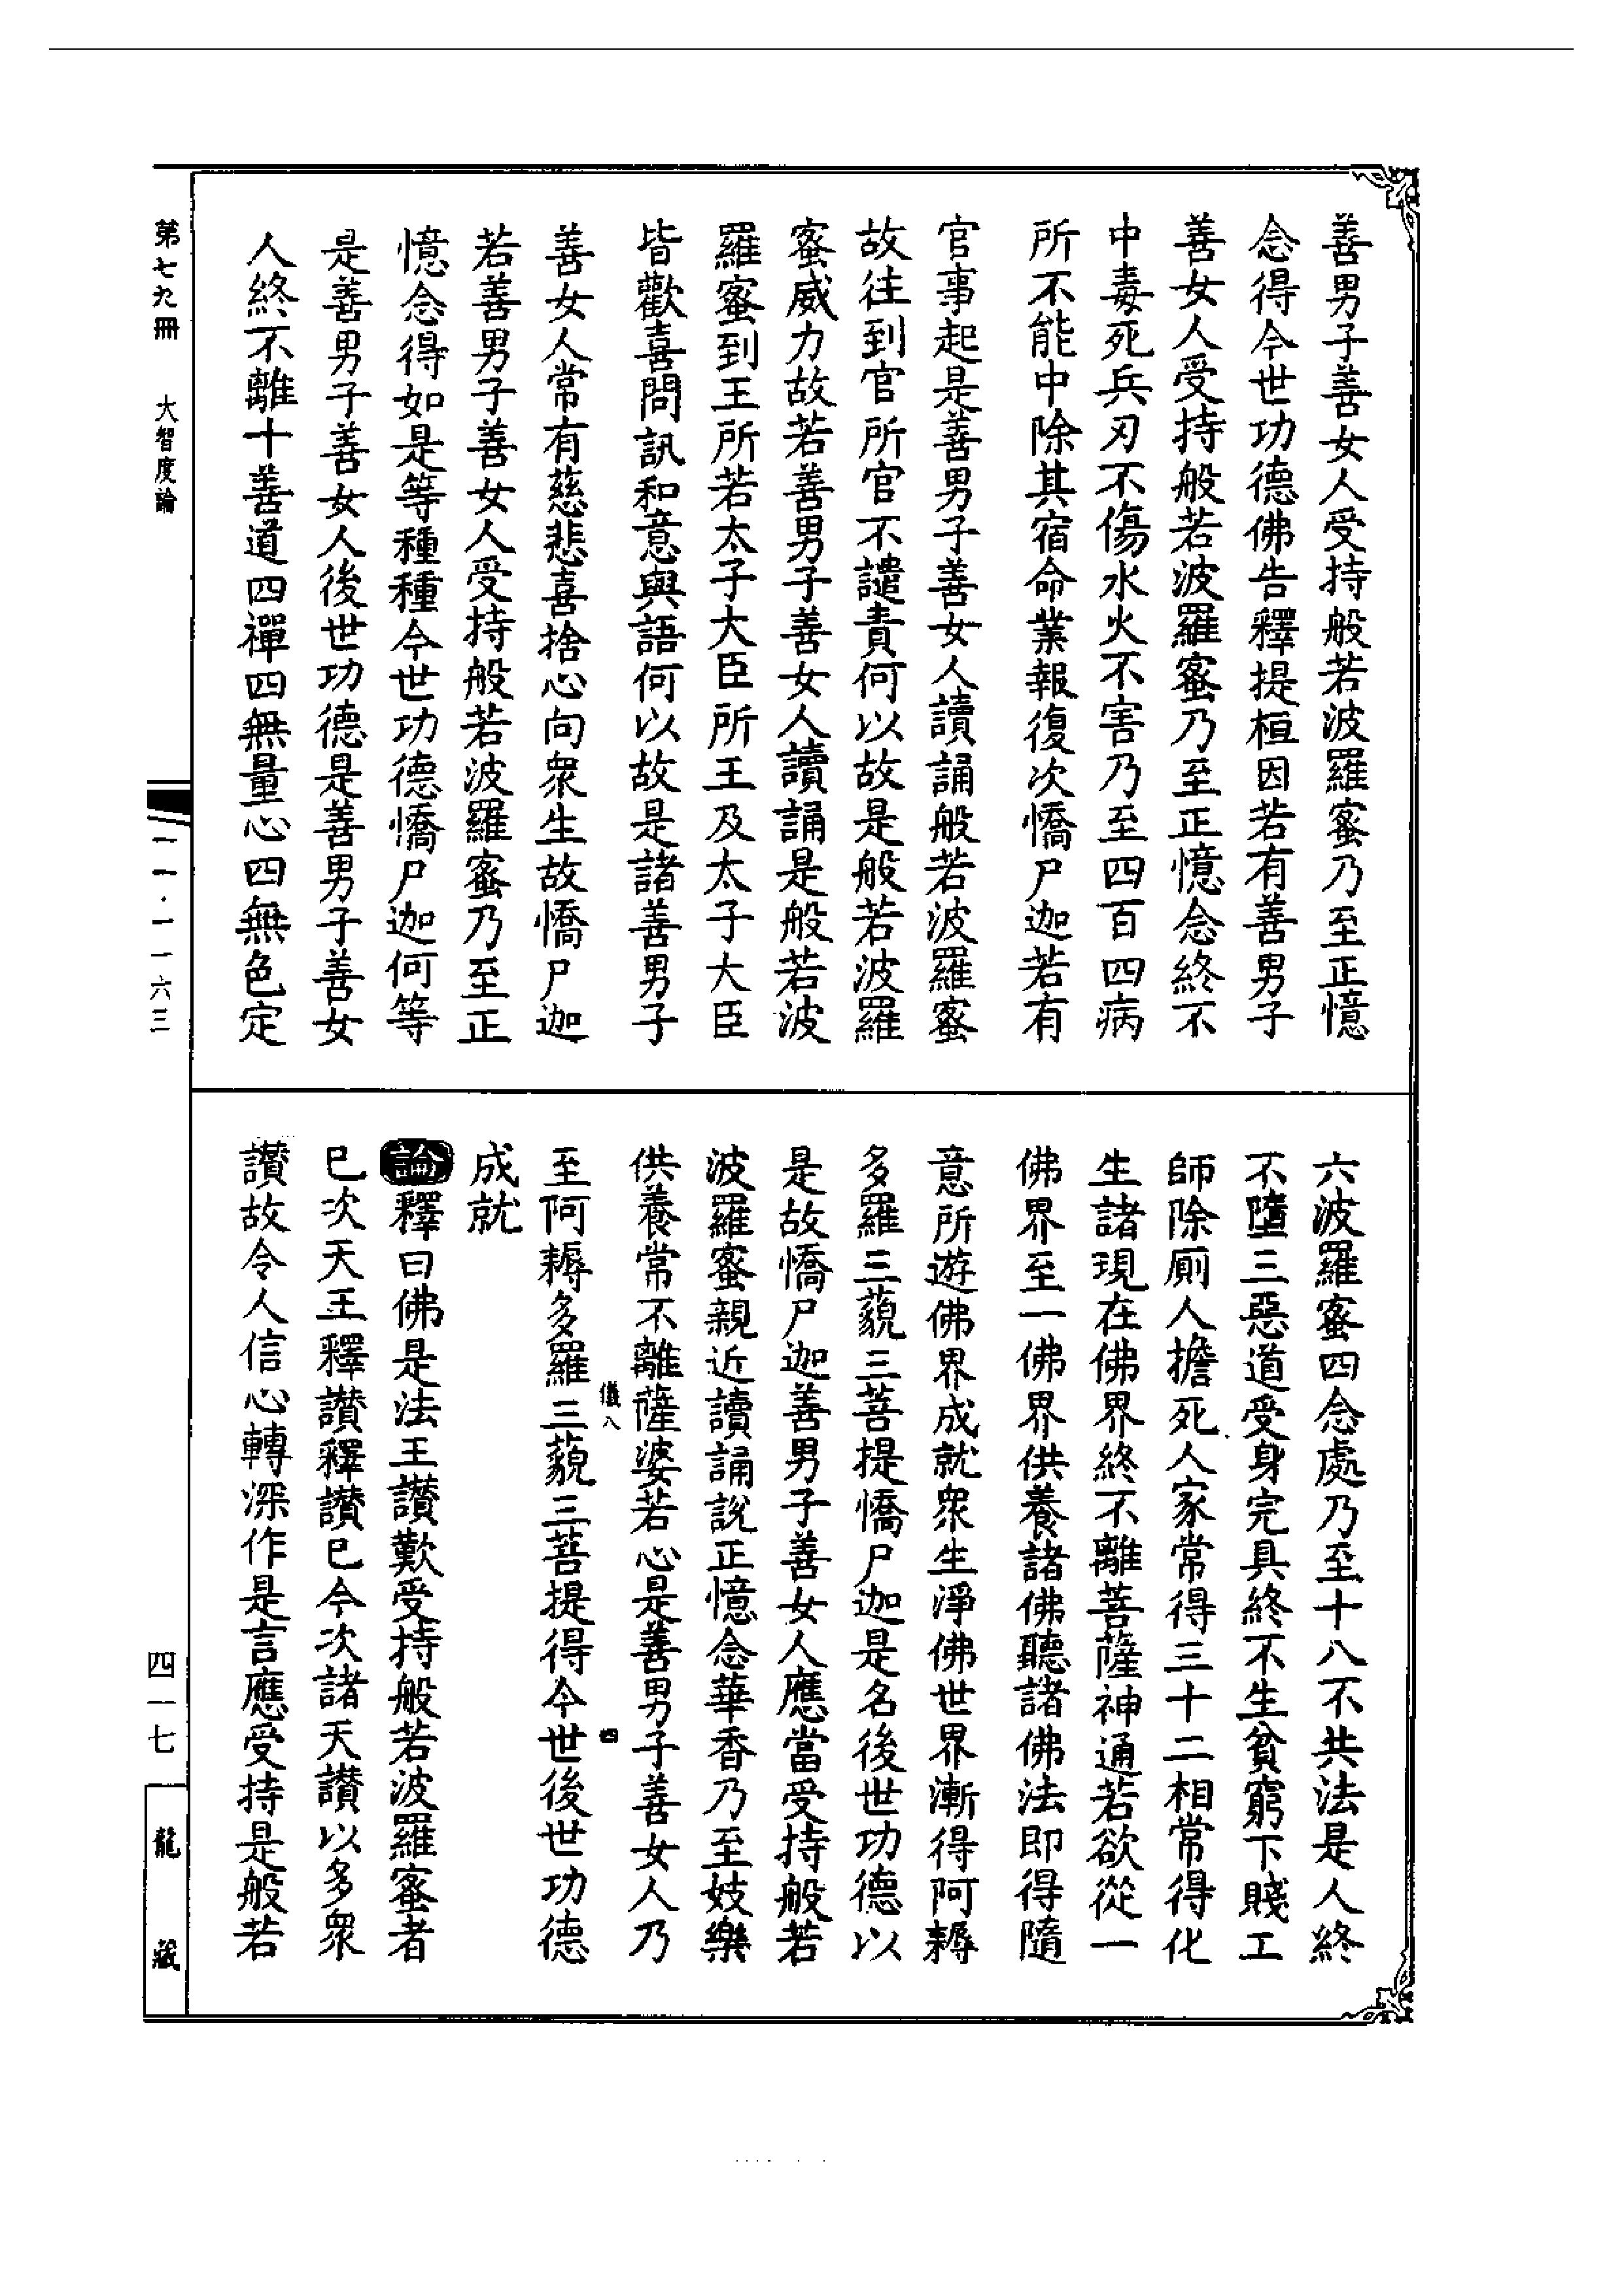 善男子善女人受持般若波羅蜜乃至正憶
念得今世功德佛告釋提桓因若有善男子
善女人受持般若波羅蜜乃至正憶念終不
中毒死兵刃不傷水火不害乃至四百四病
所不能中除其宿命業報復次憍尸迦若有
官事起是善男子善女人讀誦般若波羅蜜
故往到官所官不譴責何以故是般若波羅
蜜威力故若善男子善女人讀誦是般若波
羅蜜到王所若太子大臣所王及太子大臣
皆歡喜問訊和意與語何以故是諸善男子
善女人常有慈悲喜捨心向衆生故憍尸迦
若善男子善女人受持般若波羅蜜乃至正
憶念得如是等種種今世功德憍尸迦何等
是善男子善女人後世功德是善男子善女
人終不離十善道四禪四無量心四無色定
六波羅蜜四念處乃至十八不共法是人終
不墮三惡道受身完具終不生貧窮下賤工
師除厠人擔死人家常得三十二相常得化
生諸現在佛界終不離菩薩神通若欲從一
佛界至一佛界供養諸佛聽諸佛法即得隨
意所遊佛界成就衆生淨佛世界漸得阿耨
多羅三藐三菩提憍尸迦是名後世功德以
是故憍尸迦善男子善女人應當受持般若
波羅蜜親近讀誦說正憶念華香乃至妓樂
供養常不離薩婆若心是善男子善女人乃
儀八
四
至阿耨多羅三藐三菩提得今世後世功德
成就
論釋曰佛是法王讃歎受持般若波羅蜜者
已次天王釋讃釋讃已今次諸天讃以多衆
讃故令人信心轉深作是言應受持是般若
第七九冊
大智度論
一一·一一六三
四一七
龍藏